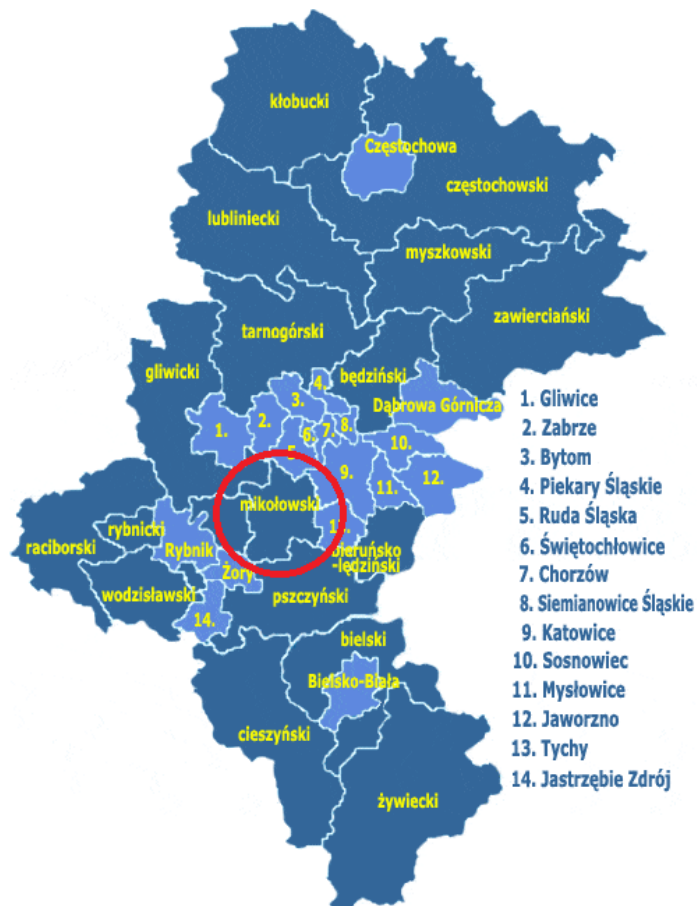 kłobucki
Częstochowa
częstochowski
lubliniecki
myszkowski
zawierciański
tarnogórski
gliwicki
będziński
4.
3.
Dąbrowa Górnicza
2.
1.
6.
7.
8.
10.
5.
9.
11.
12.
mikołowski
13.
rybnicki
raciborski
Rybnik
bieruńsko
-lędziński
Żory
wodzisławski
pszczyński
14.
bielski
Bielsko-Biała
cieszyński
żywiecki
1. Gliwice
2. Zabrze
3. Bytom
4. Piekary Śląskie
5. Ruda Śląska
6. Świętochłowice
7. Chorzów
8. Siemianowice Śląskie
9. Katowice
10. Sosnowiec
11. Mysłowice
12. Jaworzno
13. Tychy
14. Jastrzębie Zdrój